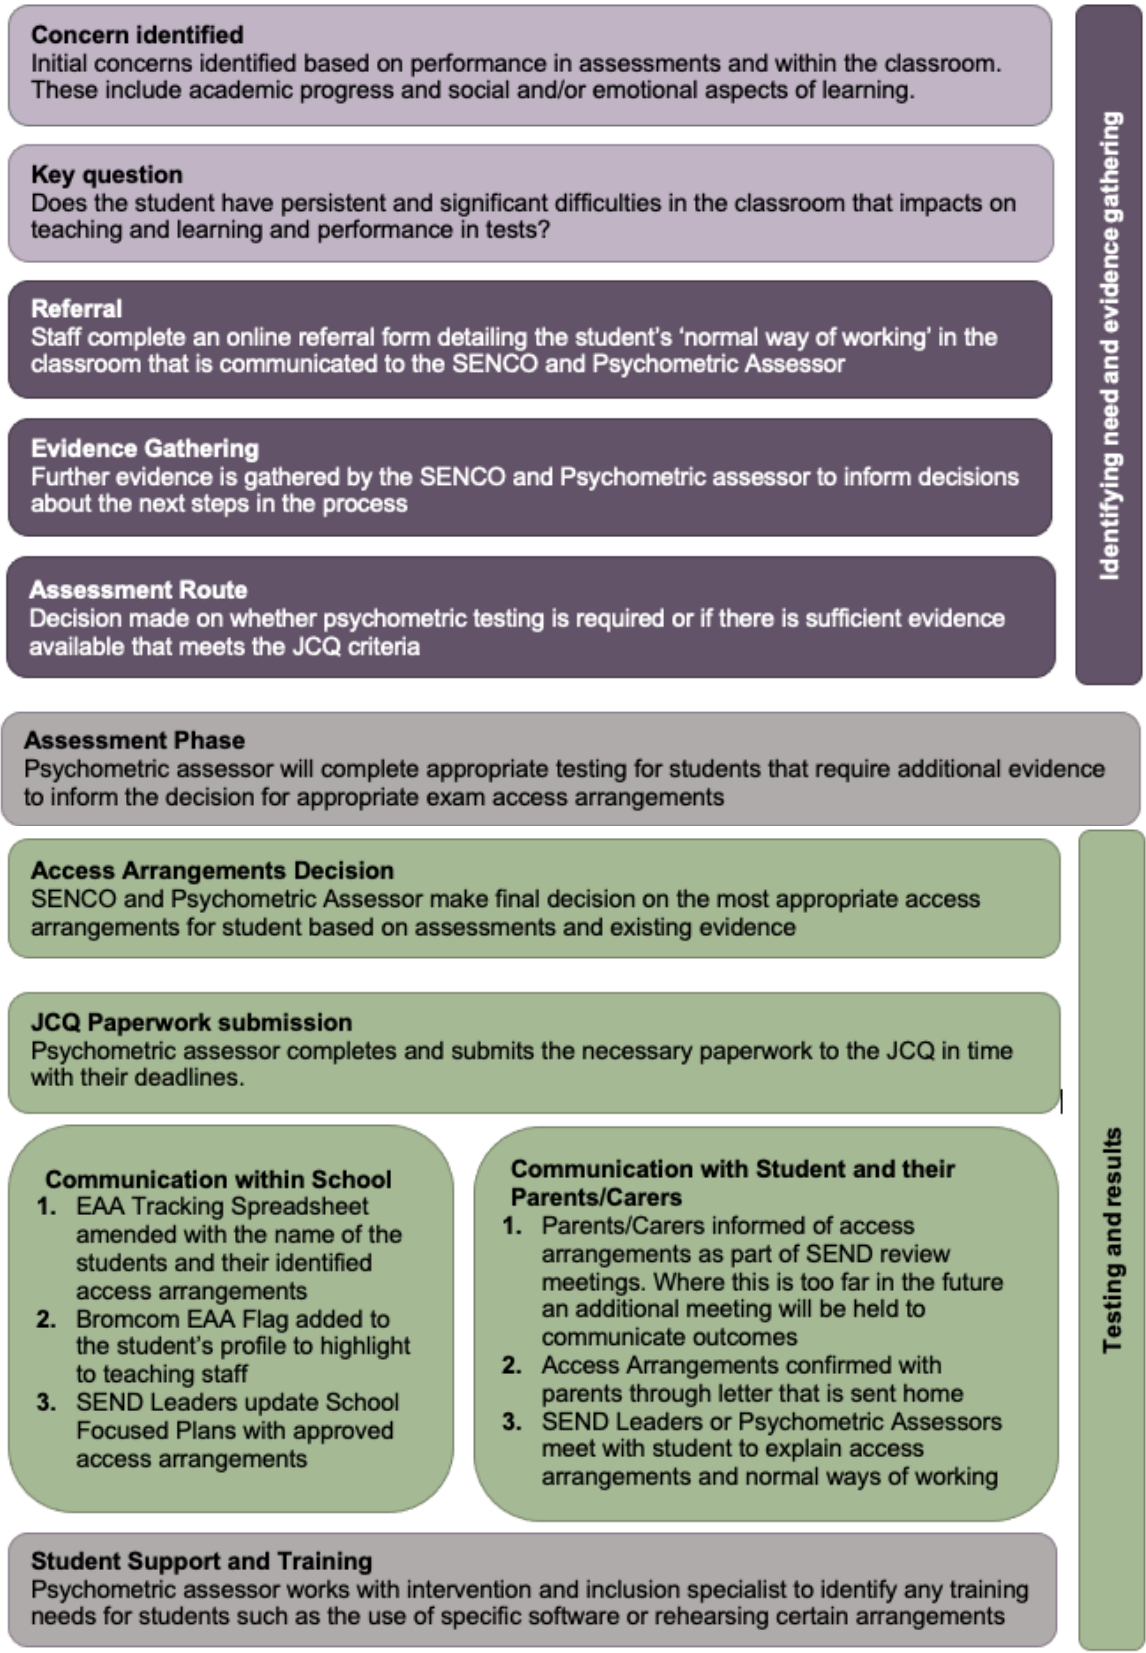 Concern identified
Initial concerns identified based on performance in assessments and within the classroom.
These include academic progress and social and/or emotional aspects of learning.
Key question
Does the student have persistent and significant difficulties in the classroom that impacts on
teaching and learning and performance in tests?
Referral
Staff complete an online referral form detailing the student's 'normal way of working' in the
classroom that is communicated to the SENCO and Psychometric Assessor
Evidence Gathering
Further evidence is gathered by the SENCO and Psychometric assessor to inform decisions
about the next steps in the process
Assessment Route
Decision made on whether psychometric testing is required or if there is sufficient evidence
available that meets the JCQ criteria
Identifying need and evidence gathering
Assessment Phase
Psychometric assessor will complete appropriate testing for students that require additional evidence
to inform the decision for appropriate exam access arrangements
Access Arrangements Decision
SENCO and Psychometric Assessor make final decision on the most appropriate access
arrangements for student based on assessments and existing evidence
JCQ Paperwork submission
Psychometric assessor completes and submits the necessary paperwork to the JCQ in time
with their deadlines.
Communication within School
1. EAA Tracking Spreadsheet
amended with the name of the
students and their identified
access arrangements
2. Bromcom EAA Flag added to
the student's profile to highlight
to teaching staff
3. SEND Leaders update School
Focused Plans with approved
access arrangements
Communication with Student and their
Parents/Carers
1. Parents/Carers informed of access
arrangements as part of SEND review
meetings. Where this is too far in the future
an additional meeting will be held to
communicate outcomes
2. Access Arrangements confirmed with
parents through letter that is sent home
3. SEND Leaders or Psychometric Assessors
meet with student to explain access
arrangements and normal ways of working
Student Support and Training
Psychometric assessor works with intervention and inclusion specialist to identify any training
needs for students such as the use of specific software or rehearsing certain arrangements
Testing and results